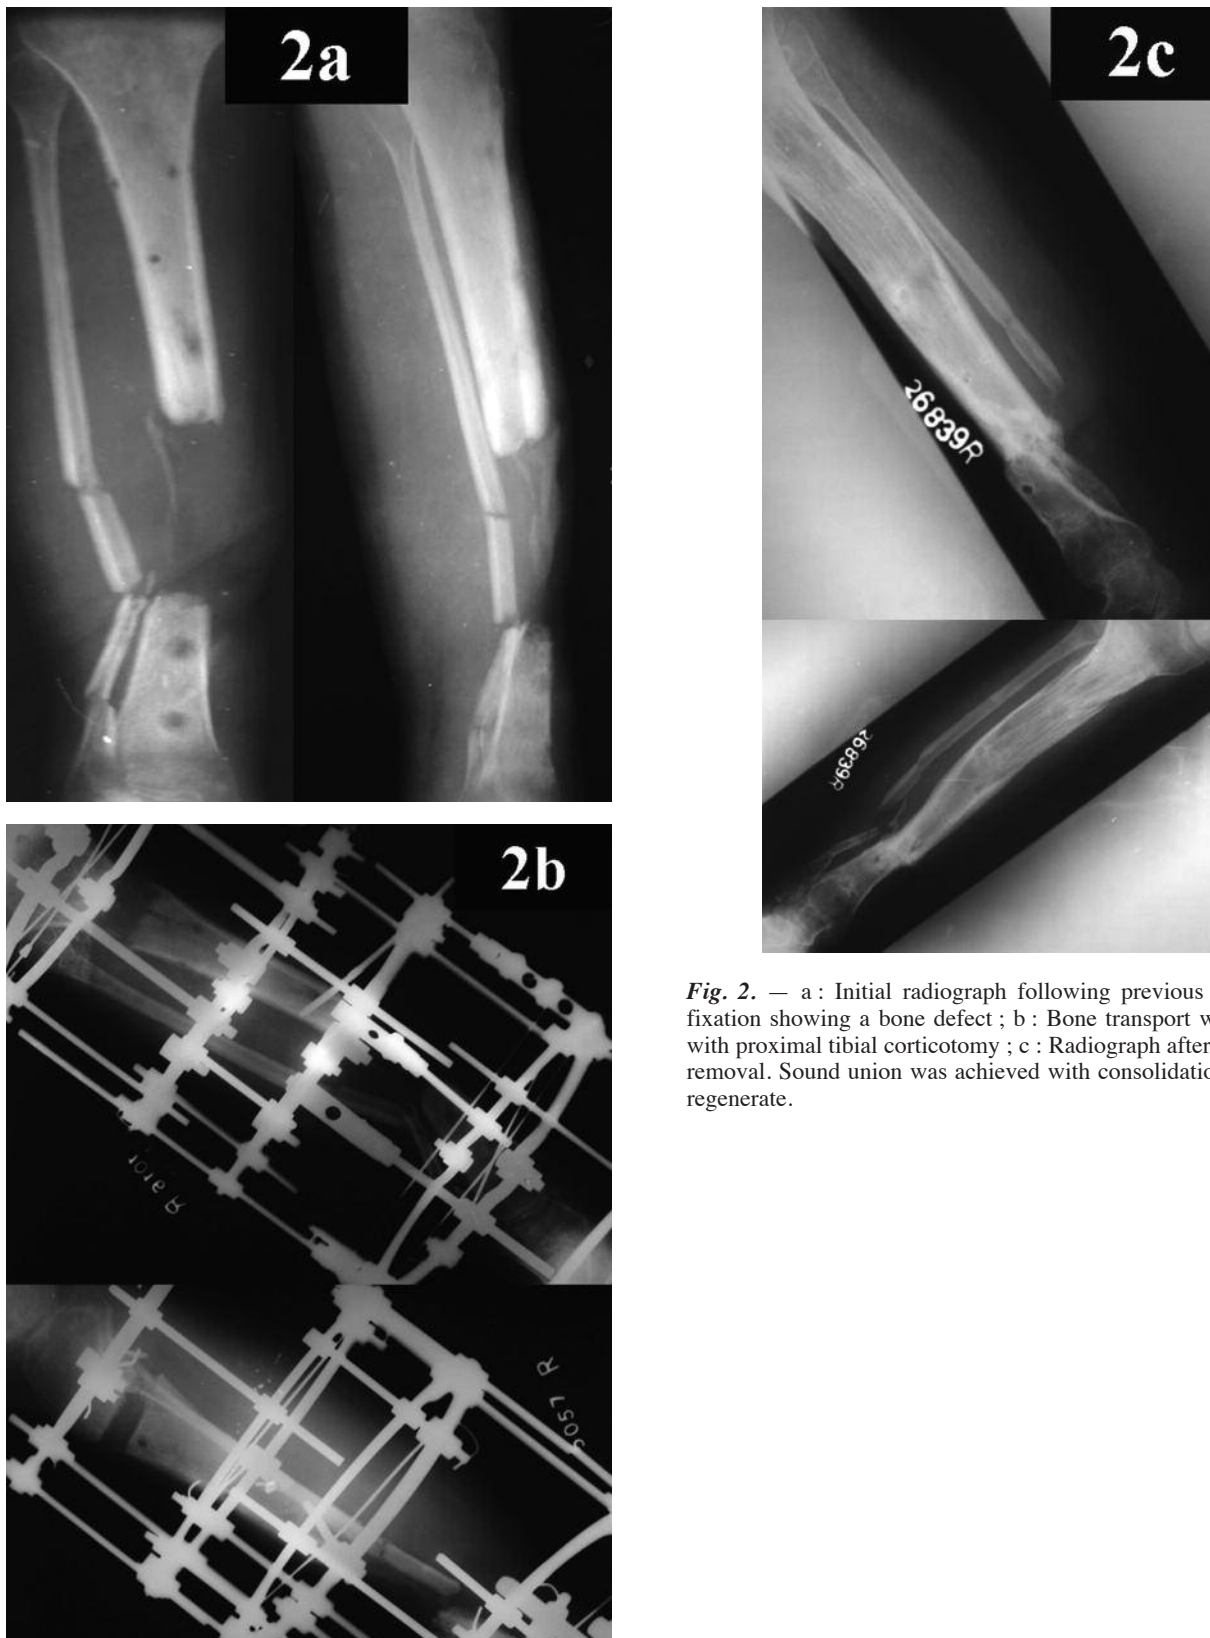 2a
2c
26839R
26839R
2b
R 3057
Fig. 2. — a : Initial radiograph following previous
fixation showing a bone defect ; b : Bone transport
with proximal tibial corticotomy ; c : Radiograph after
removal. Sound union was achieved with
regenerate.